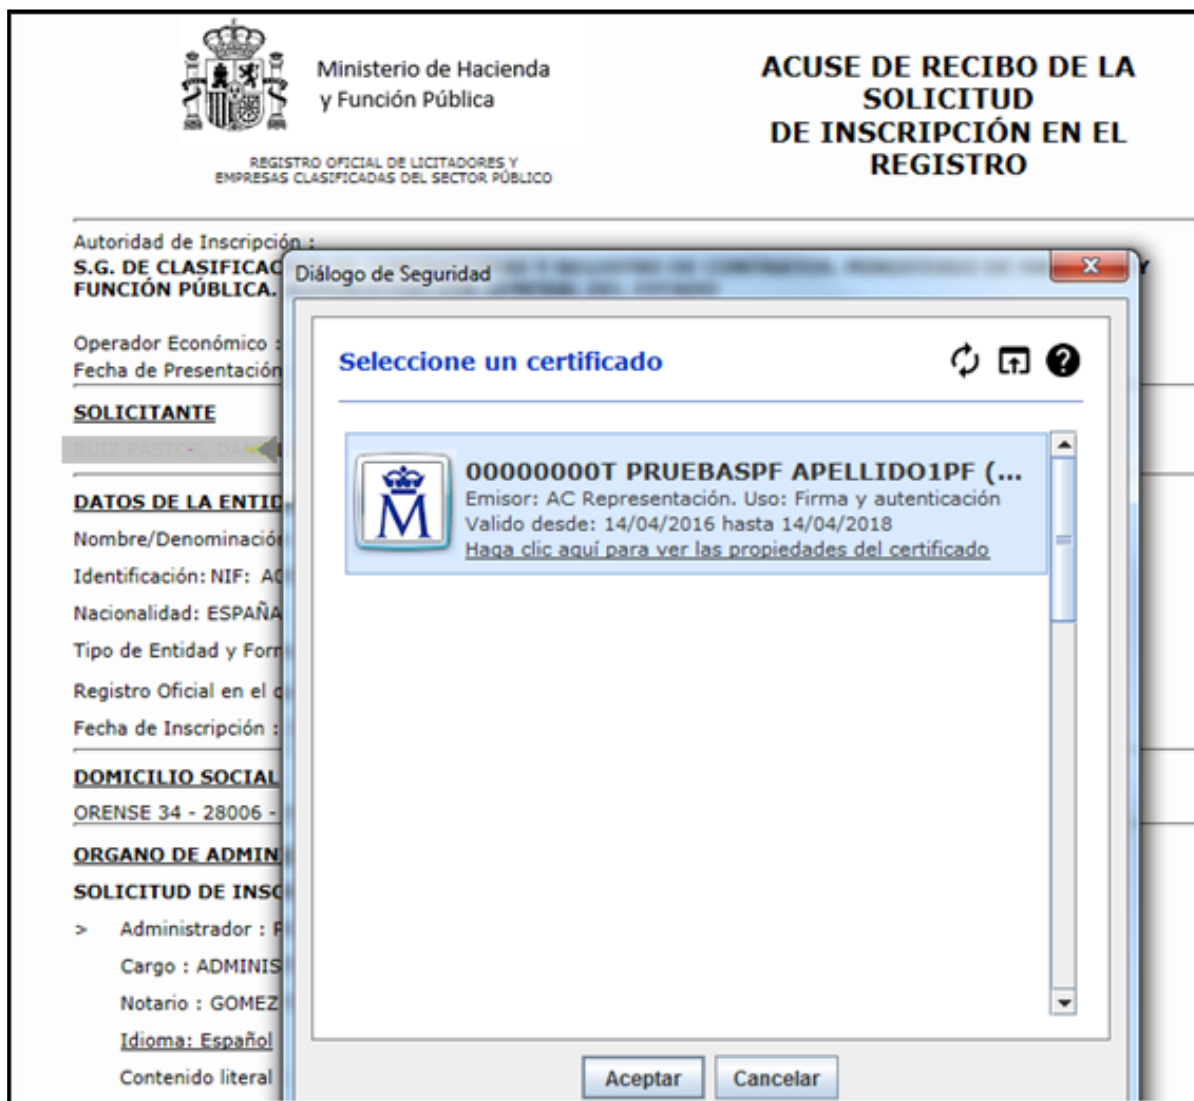 Ministerio de Hacienda
y Función Pública
REGISTRO OFICIAL DE LICITADORES Y
EMPRESAS CLASIFICADAS DEL SECTOR PÚBLICO
ACUSE DE RECIBO DE LA
SOLICITUD
DE INSCRIPCIÓN EN EL
REGISTRO
Autoridad de Inscripción :
S.G. DE CLASIFICAC
FUNCIÓN PÚBLICA.
Y
Operador Económico :
Fecha de Presentación
SOLICITANTE
RUIZ PASTOR,
DATOS DE LA ENTID
Nombre/Denominación
Identificación: NIF:
Nacionalidad: ESPAÑA
Tipo de Entidad y Form
Registro Oficial en el
Fecha de Inscripción :
DOMICILIO SOCIAL
ORENSE 34 - 28006 -
ORGANO DE ADMIN
SOLICITUD DE INSC
> Administrador :
Cargo : ADMINIS
Notario : GOMEZ
Idioma: Español
Contenido literal
Diálogo de Seguridad
Seleccione un certificado
00000000T PRUEBASPF APELLIDO1PF (...
Emisor: AC Representación. Uso: Firma y autenticación
Valido desde: 14/04/2016 hasta 14/04/2018
Haga clic aquí para ver las propiedades del certificado
Aceptar
Cancelar